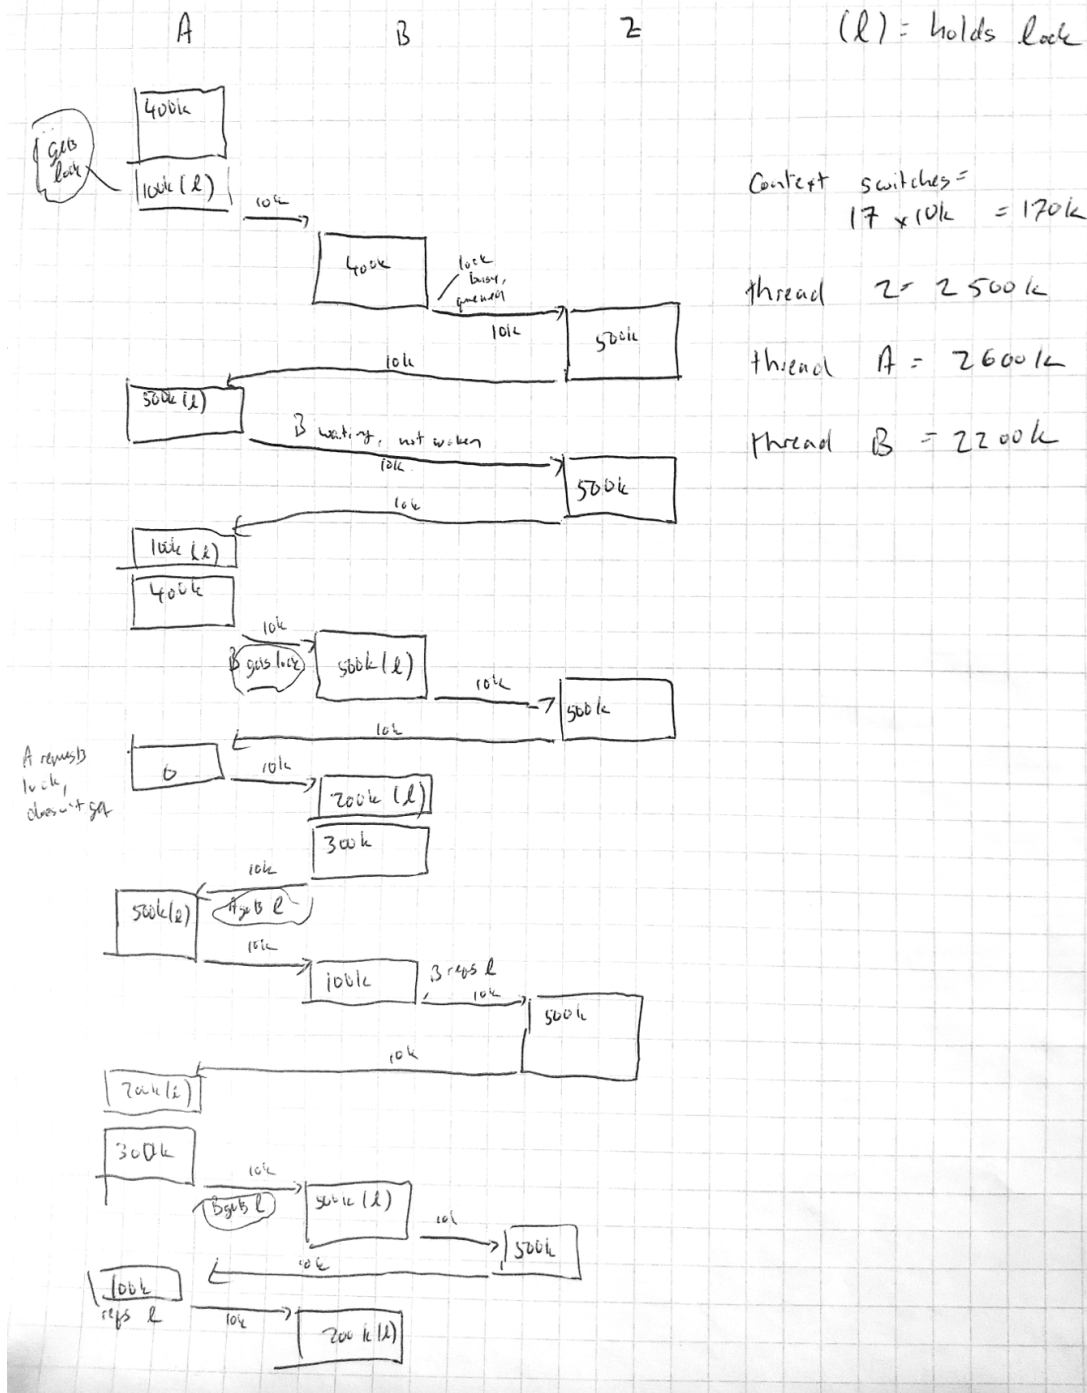 A B Z (l) = holds lock
400k
gets
lock
100k (l)
10k
Context switches =
17 x 10k = 170k
400k
lock
busy,
queued
10k
500k
thread Z = 2500k
10k
thread A = 2600k
500k (l)
B waiting, not woken
10k
thread B = 2200k
500k
10k
100k (l)
400k
10k
B gets lock
500k (l)
10k
500k
10k
A requests
lock,
doesn't get
0
10k
200k (l)
300k
10k
A gets l
500k (l)
10k
100k
B reqs l
10k
500k
10k
200k (l)
300k
10k
B gets l
500k (l)
10k
500k
10k
100k
reqs l
10k
200k (l)